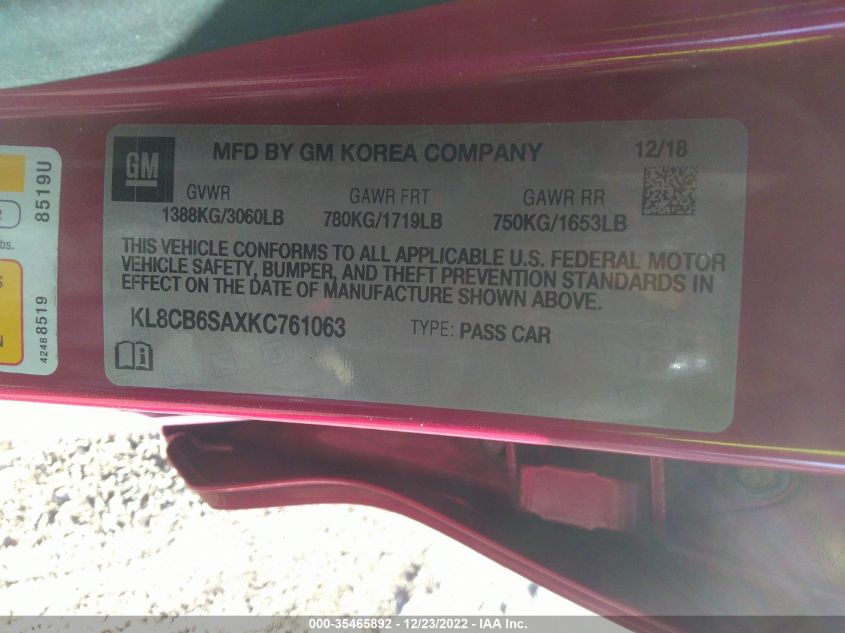 GM
MFD BY GM KOREA COMPANY
12/18
GVWR
GAWR FRT
GAWR RR
1388KG/3060LB
780KG/1719LB
750KG/1653LB
THIS VEHICLE CONFORMS TO ALL APPLICABLE U.S. FEDERAL MOTOR
VEHICLE SAFETY, BUMPER, AND THEFT PREVENTION STANDARDS IN
EFFECT ON THE DATE OF MANUFACTURE SHOWN ABOVE.
KL8CB6SAXKC761063
TYPE: PASS CAR
8519U
42488519
bs.
S
N
000-35465892 - 12/23/2022 - IAA Inc.